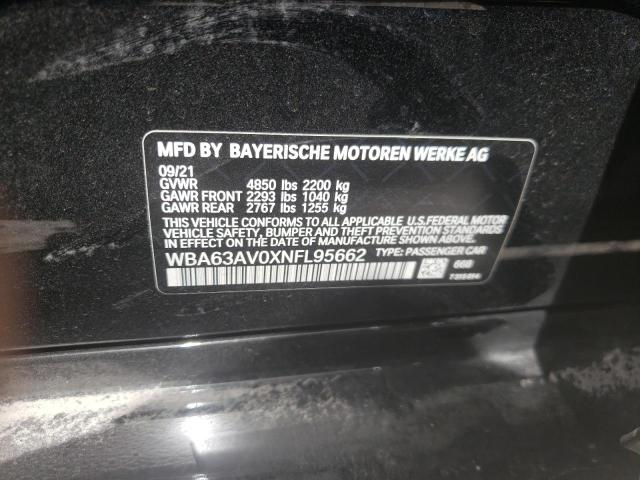 MFD BY BAYERISCHE MOTOREN WERKE AG
09/21
GVWR 4850 lbs 2200 kg
GAWR FRONT 2293 lbs 1040 kg
GAWR REAR 2767 lbs 1255 kg
THIS VEHICLE CONFORMS TO ALL APPLICABLE U.S.FEDERAL MOTOR
VEHICLE SAFETY, BUMPER AND THEFT PREVENTION
STANDARDS IN EFFECT ON THE DATE OF MANUFACTURE SHOWN ABOVE.
WBA63AV0XNFL95662 TYPE: PASSENGER CAR
668